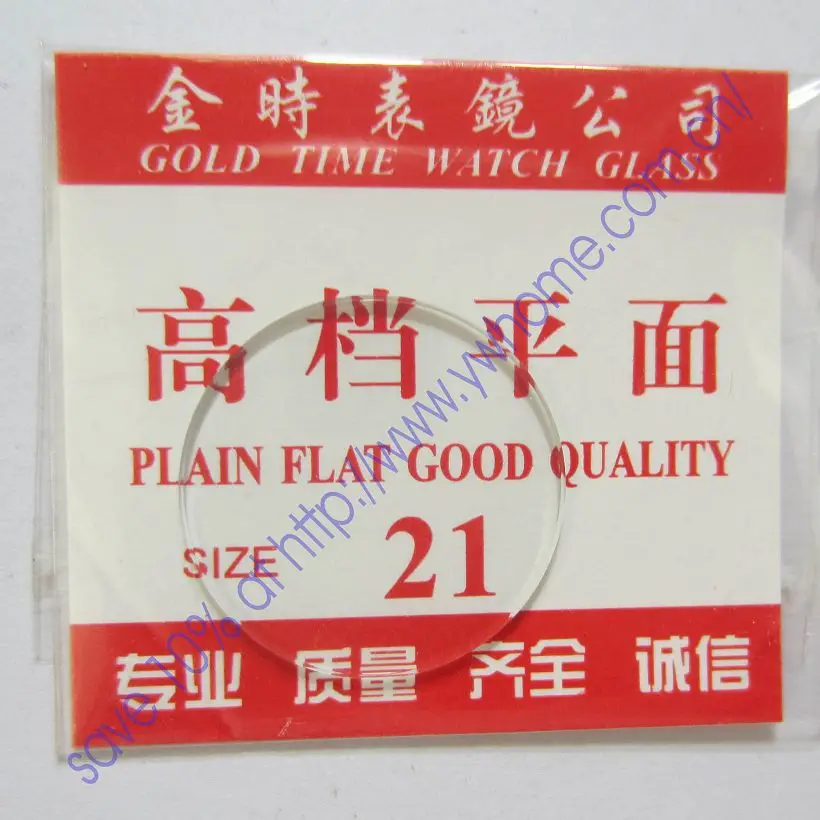 金時表鏡公司
GOLD TIME WATCH GLASS
高档平面
PLAIN FLAT GOOD QUALITY
SIZE 21
专业 质量 齐全 诚信
save 10% at http://www.ywhome.com.cn/